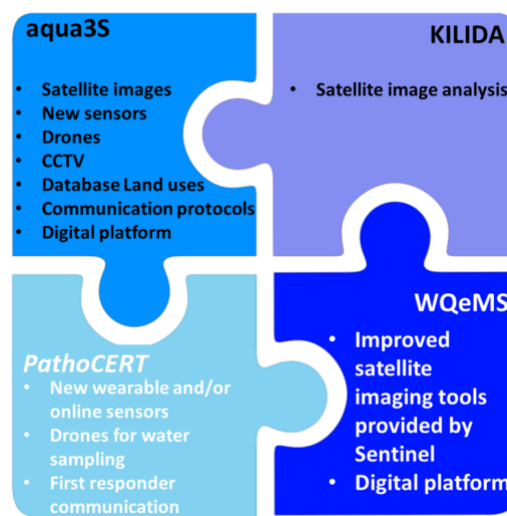 aqua3S
• Satellite images
• New sensors
• Drones
• CCTV
• Database Land uses
• Communication protocols
• Digital platform
KILIDA
• Satellite image analysis
PathoCERT
• New wearable and/or
online sensors
• Drones for water
sampling
• First responder
communication
WQeMS
• Improved
satellite
imaging tools
provided by
Sentinel
• Digital platform